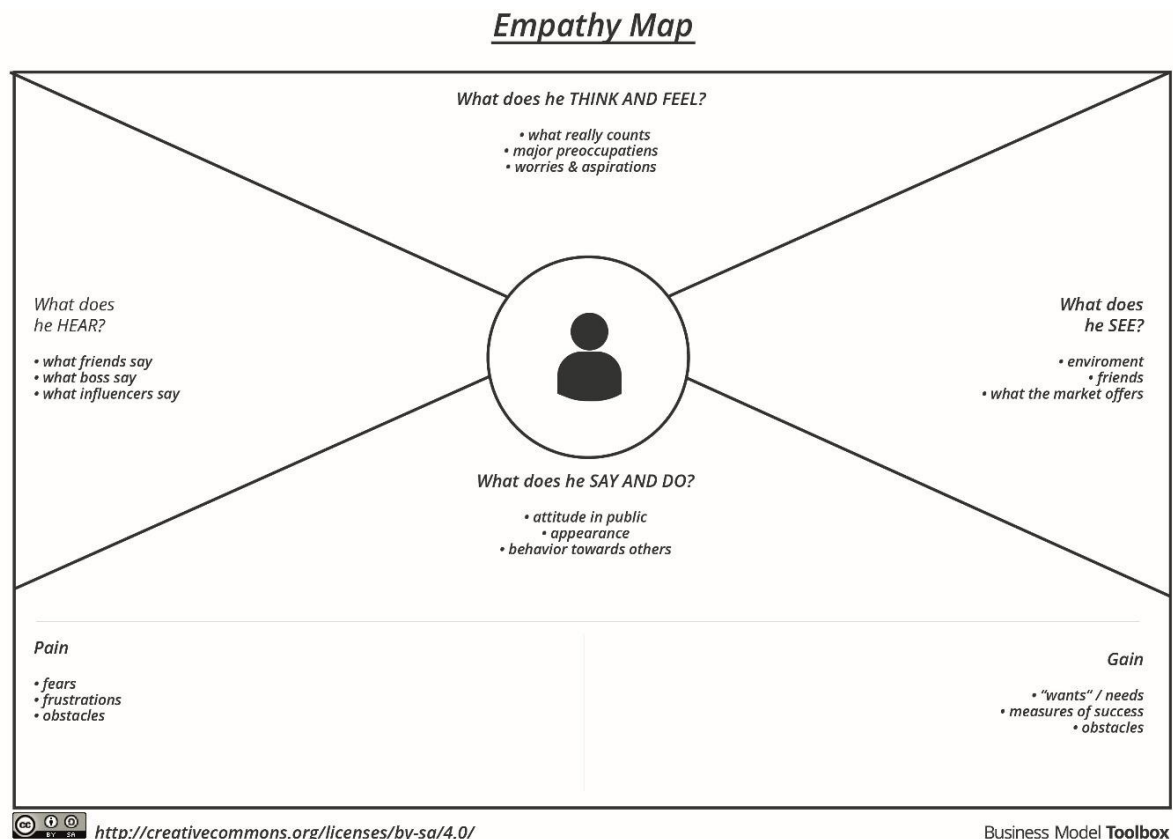 Empathy Map
What does he THINK AND FEEL?
• what really counts
• major preoccupatiens
• worries & aspirations
What does
he HEAR?
• what friends say
• what boss say
• what influencers say
What does
he SEE?
• enviroment
• friends
• what the market offers
What does he SAY AND DO?
• attitude in public
• appearance
• behavior towards others
Pain
• fears
• frustrations
• obstacles
Gain
• “wants” / needs
• measures of success
• obstacles
cc BY SA http://creativecommons.org/licenses/by-sa/4.0/
Business Model Toolbox